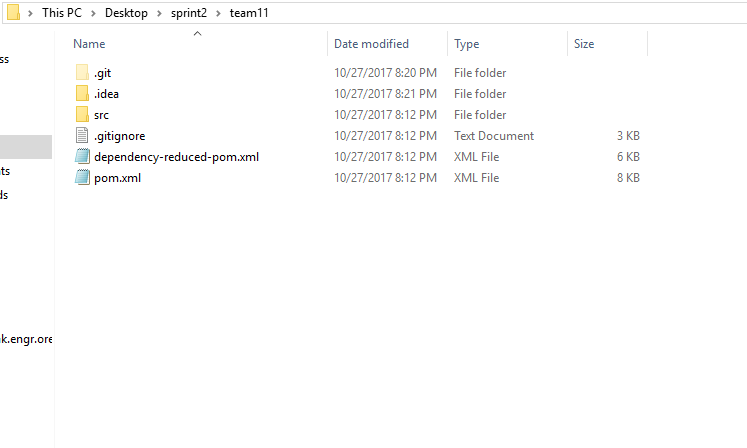 This PC > Desktop > sprint2 > team11
Name Date modified Type Size
.git 10/27/2017 8:20 PM File folder
.idea 10/27/2017 8:21 PM File folder
src 10/27/2017 8:12 PM File folder
.gitignore 10/27/2017 8:12 PM Text Document 3 KB
dependency-reduced-pom.xml 10/27/2017 8:12 PM XML File 6 KB
pom.xml 10/27/2017 8:12 PM XML File 8 KB
ss
ts
ds
k.engr.ore